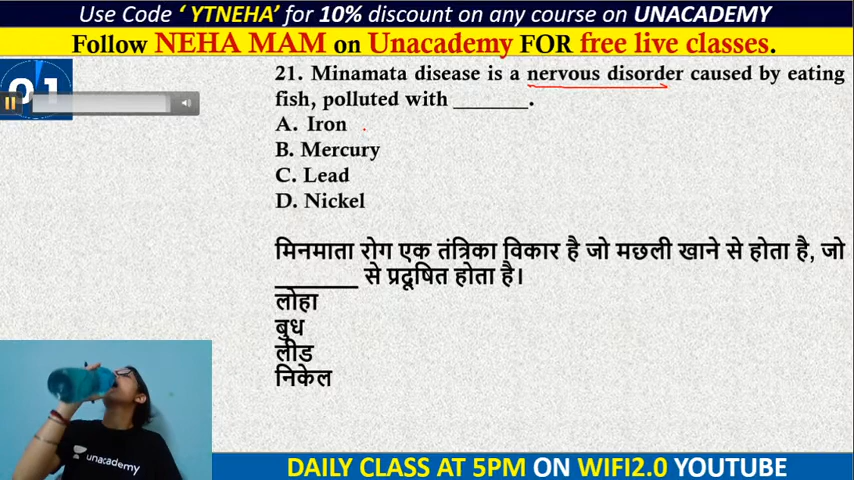 Use Code ‘ YTNEHA’ for 10% discount on any course on UNACADEMY
Follow NEHA MAM on Unacademy FOR free live classes.
01
21. Minamata disease is a nervous disorder caused by eating
fish, polluted with _______.
A. Iron
B. Mercury
C. Lead
D. Nickel
मिनमाता रोग एक तंत्रिका विकार है जो मछली खाने से होता है, जो
_______ से प्रदूषित होता है।
लोहा
बुध
लीड
निकेल
unacademy
DAILY CLASS AT 5PM ON WIFI2.0 YOUTUBE